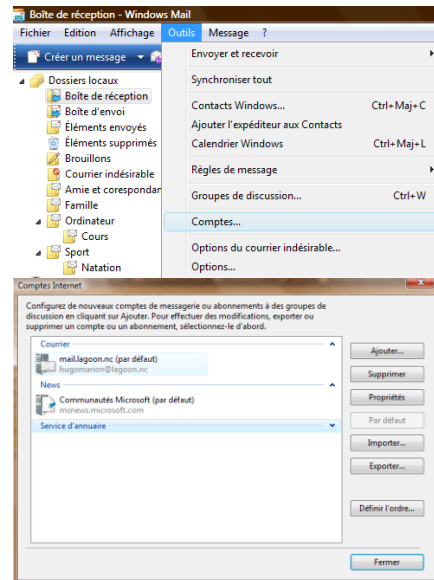 Boîte de réception - Windows Mail
Fichier Edition Affichage Outils Message ?
Créer un message
Dossiers locaux
Boîte de réception
Boîte d'envoi
Éléments envoyés
Éléments supprimés
Brouillons
Courrier indésirable
Amie et corespondan
Famille
Ordinateur
Cours
Sport
Natation
Envoyer et recevoir
Synchroniser tout
Contacts Windows... Ctrl+Maj+C
Ajouter l'expéditeur aux Contacts
Calendrier Windows Ctrl+Maj+L
Règles de message
Groupes de discussion... Ctrl+W
Comptes...
Options du courrier indésirable...
Options...
Comptes Internet
Configurez de nouveaux comptes de messagerie ou abonnements à des groupes de
discussion en cliquant sur Ajouter. Pour effectuer des modifications, exporter ou
supprimer un compte ou un abonnement, sélectionnez-le d'abord.
Courrier
mail.lagoon.nc (par défaut)
hugomarion@lagoon.nc
News
Communautés Microsoft (par défaut)
msnews.microsoft.com
Service d'annuaire
Ajouter...
Supprimer
Propriétés
Par défaut
Importer...
Exporter...
Définir l'ordre...
Fermer